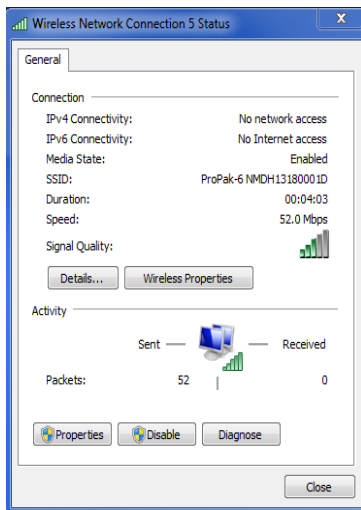 Wireless Network Connection 5 Status
X
General
Connection
IPv4 Connectivity: No network access
IPv6 Connectivity: No Internet access
Media State: Enabled
SSID: ProPak-6 NMDH13180001D
Duration: 00:04:03
Speed: 52.0 Mbps
Signal Quality:
Details... Wireless Properties
Activity
Sent Received
Packets: 52 0
Properties Disable Diagnose
Close